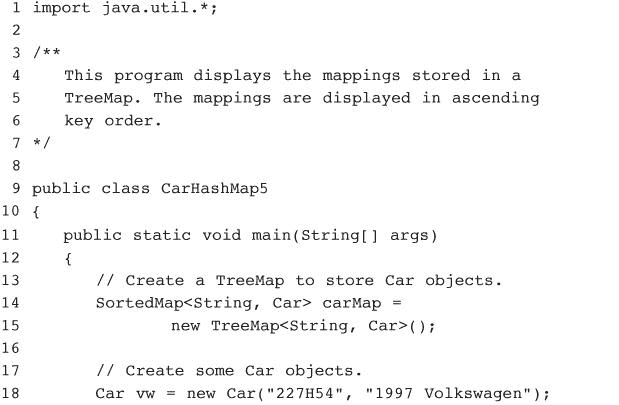 1 import java.util.*;
2
3 /**
4    This program displays the mappings stored in a
5    TreeMap. The mappings are displayed in ascending
6    key order.
7 */
8
9 public class CarHashMap5
10 {
11    public static void main(String[] args)
12    {
13       // Create a TreeMap to store Car objects.
14       SortedMap<String, Car> carMap =
15               new TreeMap<String, Car>();
16
17       // Create some Car objects.
18       Car vw = new Car("227H54", "1997 Volkswagen");